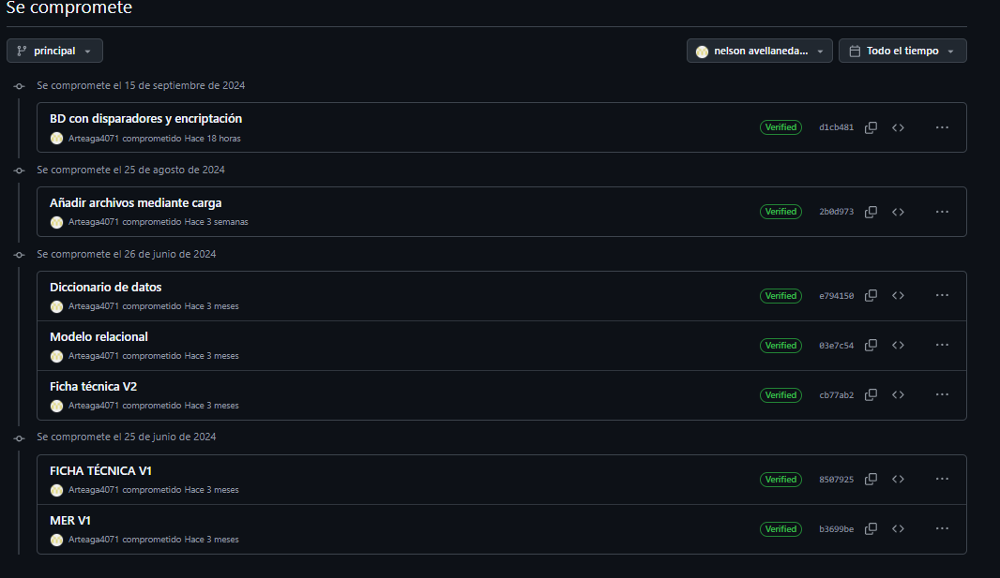 Se compromete
principal
nelson avellaneda...
Todo el tiempo
Se compromete el 15 de septiembre de 2024
BD con disparadores y encriptación
Arteaga4071 comprometido Hace 18 horas
Verified
d1cb481
Se compromete el 25 de agosto de 2024
Añadir archivos mediante carga
Arteaga4071 comprometido Hace 3 semanas
Verified
2b0d973
Se compromete el 26 de junio de 2024
Diccionario de datos
Arteaga4071 comprometido Hace 3 meses
Verified
e794150
Modelo relacional
Arteaga4071 comprometido Hace 3 meses
Verified
03e7c54
Ficha técnica V2
Arteaga4071 comprometido Hace 3 meses
Verified
cb77ab2
Se compromete el 25 de junio de 2024
FICHA TÉCNICA V1
Arteaga4071 comprometido Hace 3 meses
Verified
8507925
MER V1
Arteaga4071 comprometido Hace 3 meses
Verified
b3699be